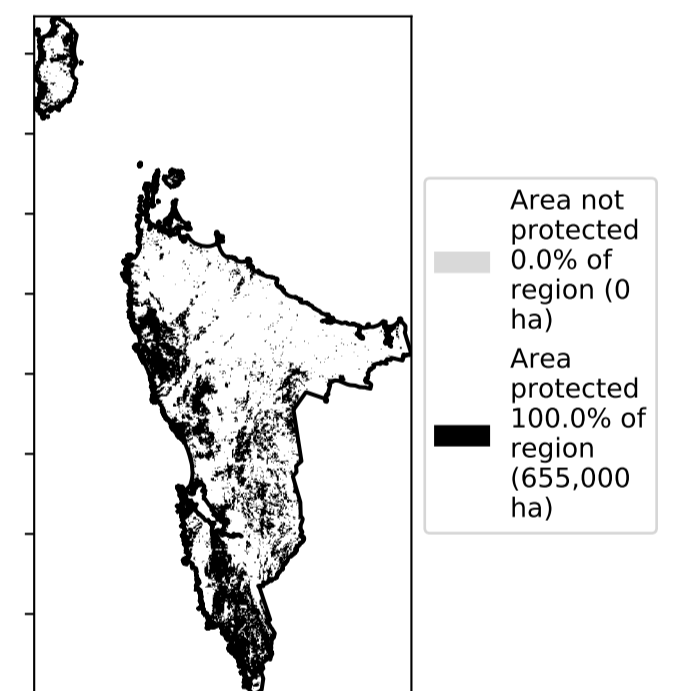 Area not
protected
0.0% of
region (0
ha)
Area
protected
100.0% of
region
(655,000
ha)